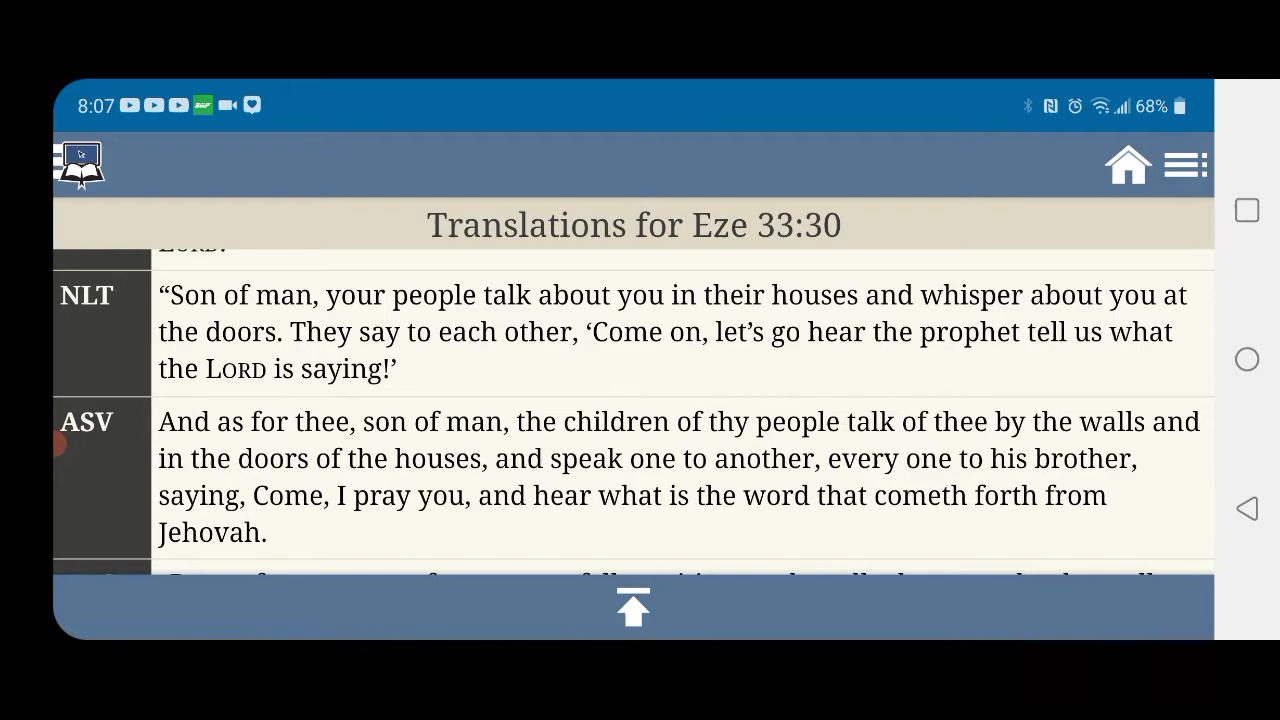 8:07
68%
Translations for Eze 33:30
LORD.
NLT
“Son of man, your people talk about you in their houses and whisper about you at
the doors. They say to each other, ‘Come on, let’s go hear the prophet tell us what
the LORD is saying!’
ASV
And as for thee, son of man, the children of thy people talk of thee by the walls and
in the doors of the houses, and speak one to another, every one to his brother,
saying, Come, I pray you, and hear what is the word that cometh forth from
Jehovah.